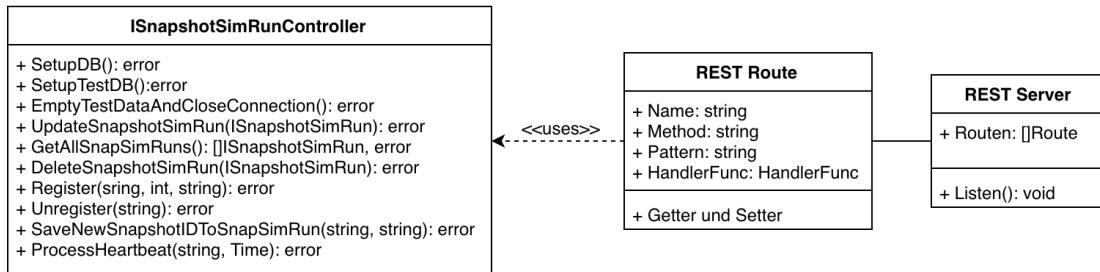 ISnapshotSimRunController
+ SetupDB(): error
+ SetupTestDB():error
+ EmptyTestDataAndCloseConnection(): error
+ UpdateSnapshotSimRun(ISnapshotSimRun): error
+ GetAllSnapSimRuns(): []ISnapshotSimRun, error
+ DeleteSnapshotSimRun(ISnapshotSimRun): error
+ Register(sring, int, string): error
+ Unregister(string): error
+ SaveNewSnapshotIDToSnapSimRun(string, string): error
+ ProcessHeartbeat(string, Time): error
<<uses>>
REST Route
+ Name: string
+ Method: string
+ Pattern: string
+ HandlerFunc: HandlerFunc
+ Getter und Setter
REST Server
+ Routen: []Route
+ Listen(): void